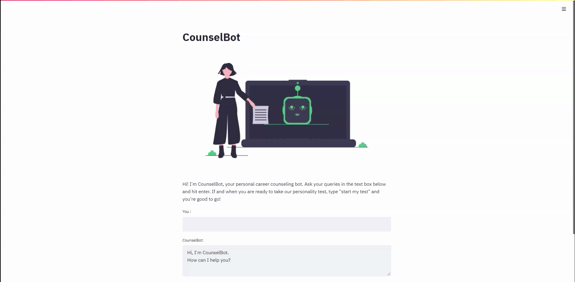 CounselBot
Hi! I'm CounselBot, your personal career counseling bot. Ask your queries in the text box below
and hit enter. If and when you are ready to take our personality test, type "start my test" and
you're good to go!
You :
CounselBot:
Hi, I'm CounselBot.
How can I help you?